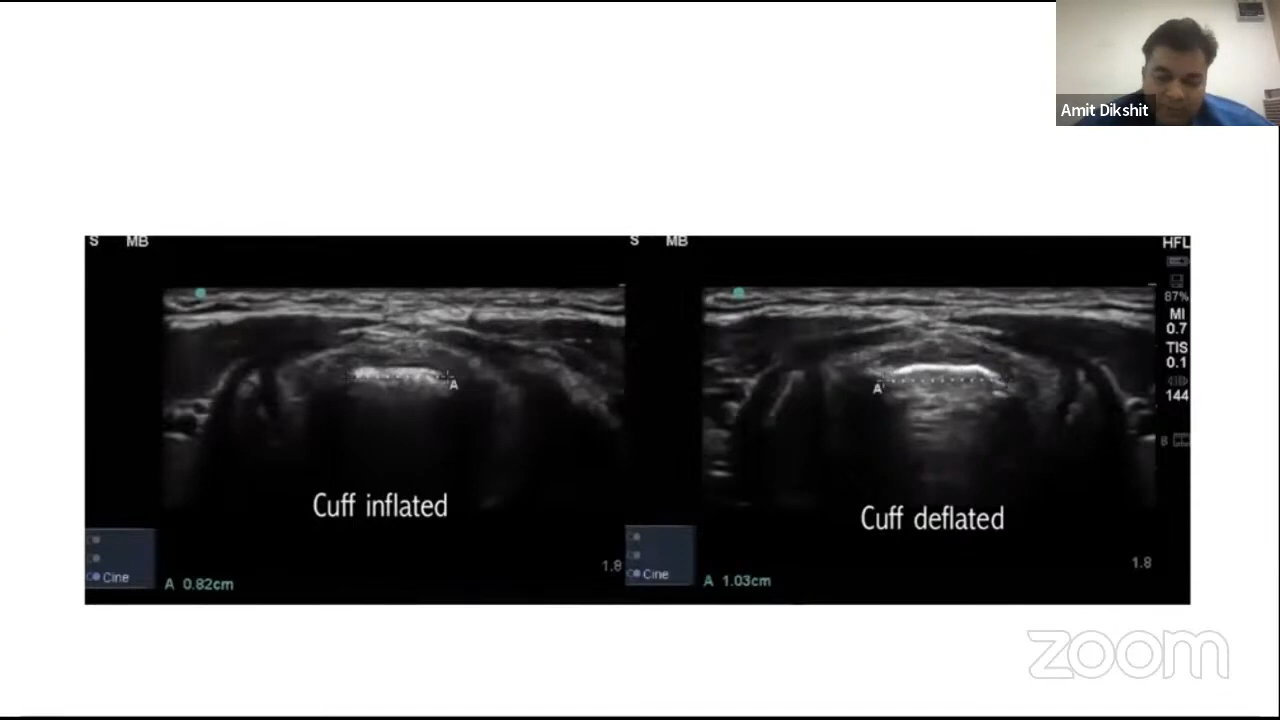 Amit Dikshit
S MB
S MB
HFL
87%
MI
0.7
TIS
0.1
144
A
A
B
Cuff inflated
Cuff deflated
1.8
1.8
Cine
Cine
A 0.82cm
A 1.03cm
zoom